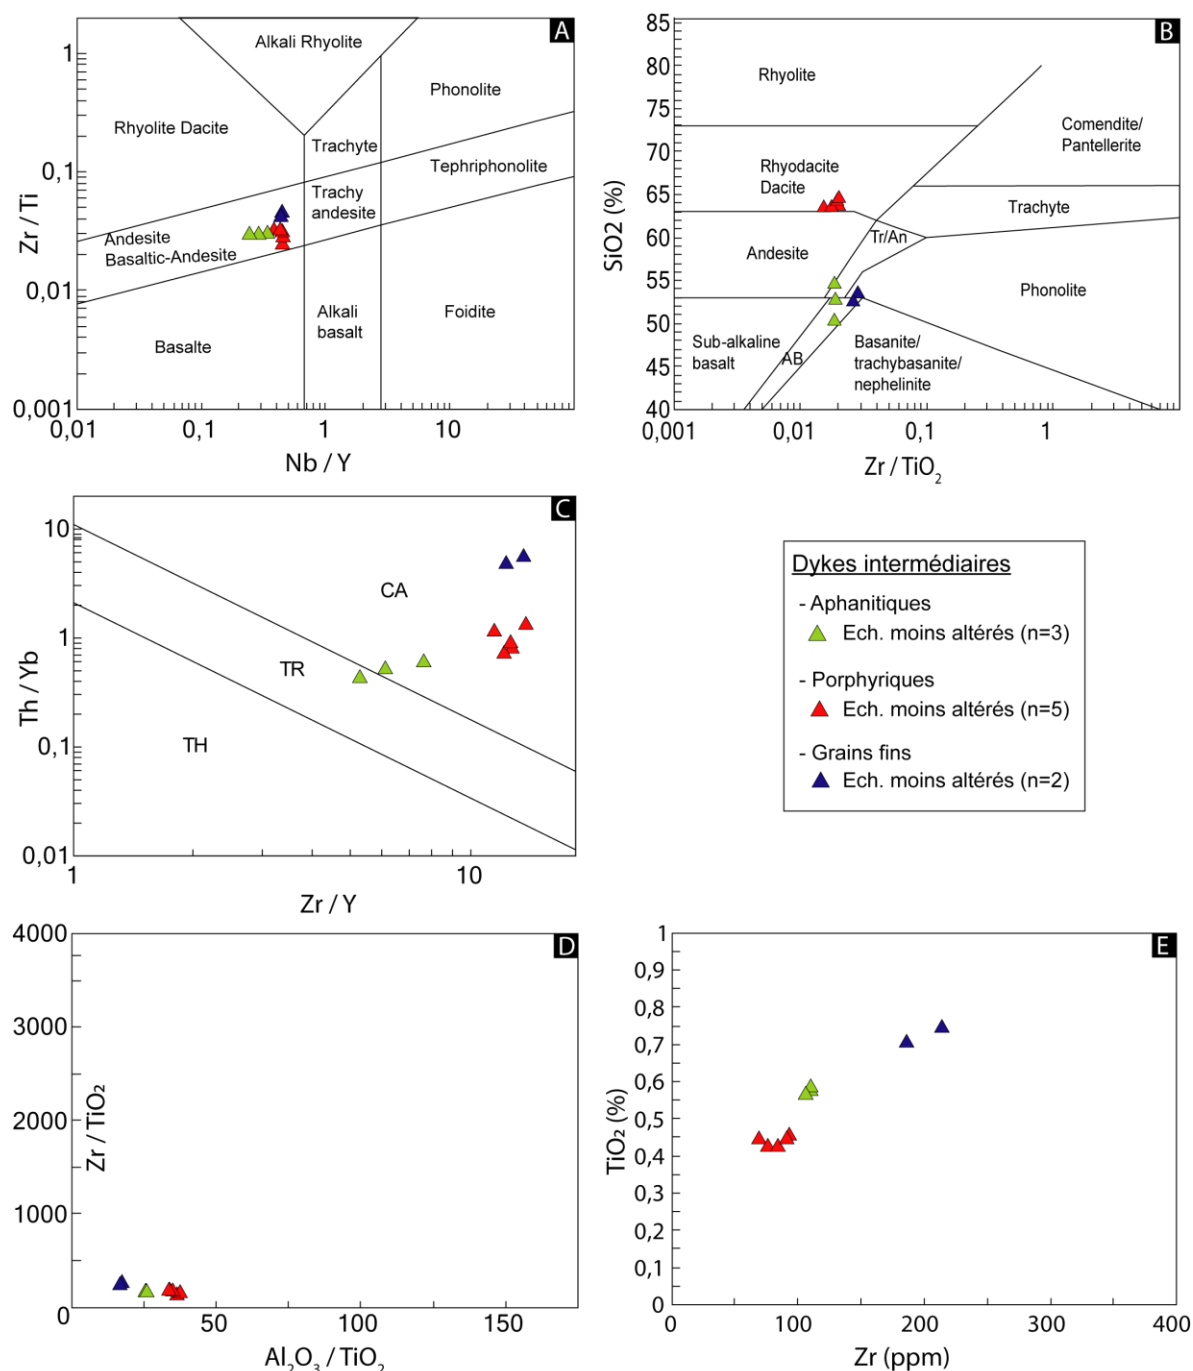 A
1
0,1
0,01
0,001
Zr / Ti
Alkali Rhyolite
Phonolite
Rhyolite Dacite
Trachyte
Tephriphonolite
Trachy
andesite
Andesite
Basaltic-Andesite
Basalte
Alkali
basalt
Foidite
0,01
0,1
1
10
Nb / Y
B
85
80
75
70
65
60
55
50
45
40
SiO2 (%)
Rhyolite
Comendite/
Pantellerite
Rhyodacite
Dacite
Trachyte
Tr/An
Andesite
Phonolite
Sub-alkaline
basalt
AB
Basanite/
trachybasanite/
nephelinite
0,001
0,01
0,1
1
Zr / TiO₂
C
10
1
0,1
0,01
Th / Yb
CA
TR
TH
1
10
Zr / Y
Dykes intermédiaires
- Aphanitiques
Ech. moins altérés (n=3)
- Porphyriques
Ech. moins altérés (n=5)
- Grains fins
Ech. moins altérés (n=2)
D
4000
3000
2000
1000
0
Zr / TiO₂
50
100
150
Al₂O₃ / TiO₂
E
1
0,9
0,8
0,7
0,6
0,5
0,4
0,3
0,2
0,1
0
TiO₂ (%)
0
100
200
300
400
Zr (ppm)